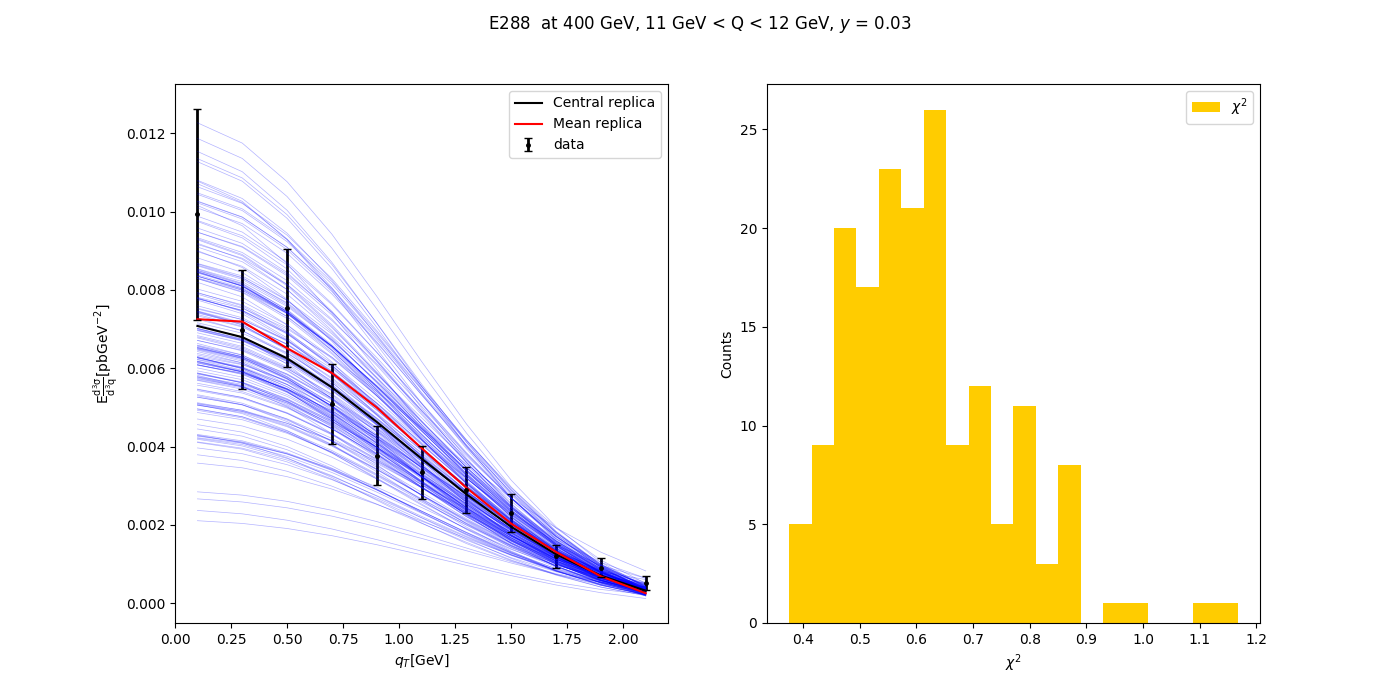 E288  at 400 GeV, 11 GeV < Q < 12 GeV, y = 0.03
Central replica
Mean replica
data
0.012
0.010
0.008
0.006
0.004
0.002
0.000
E d³σ/d³q [pbGeV⁻²]
0.00 0.25 0.50 0.75 1.00 1.25 1.50 1.75 2.00
q_T[GeV]
χ²
25
20
15
10
5
0
Counts
0.4 0.5 0.6 0.7 0.8 0.9 1.0 1.1 1.2
χ²